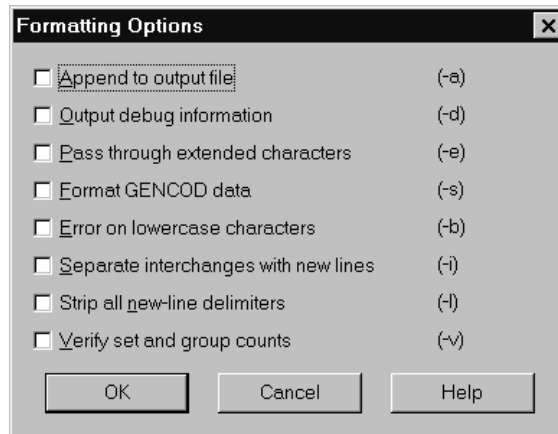 Formatting Options
Append to output file (-a)
Output debug information (-d)
Pass through extended characters (-e)
Format GENCOD data (-s)
Error on lowercase characters (-b)
Separate interchanges with new lines (-i)
Strip all new-line delimiters (-l)
Verify set and group counts (-v)
OK Cancel Help